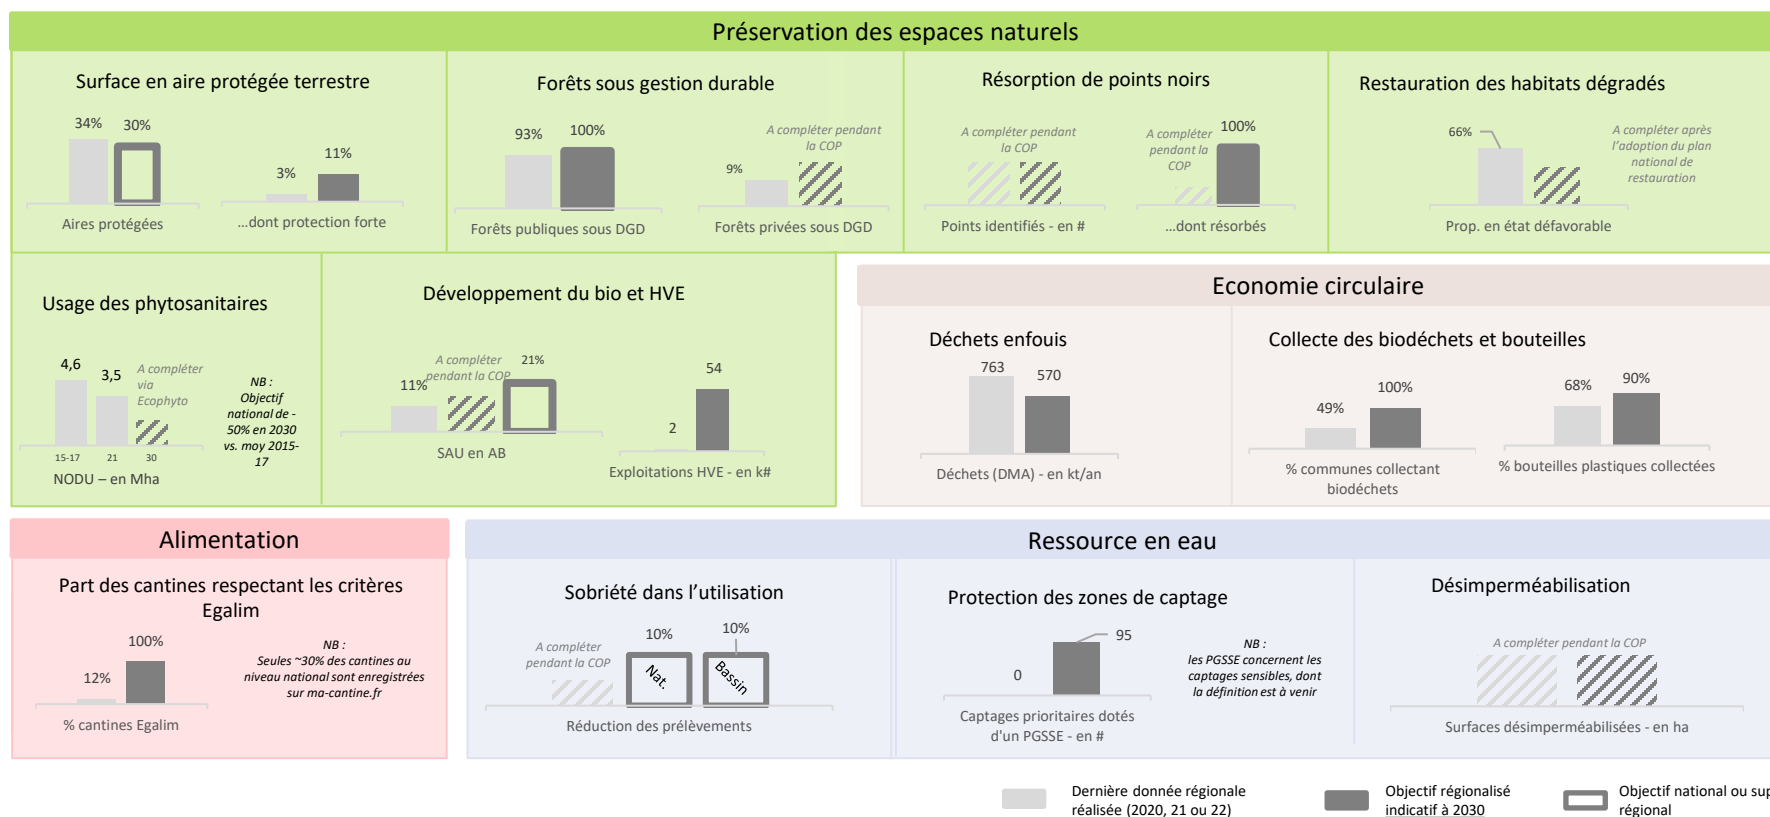 Préservation des espaces naturels
Surface en aire protégée terrestre
34%
30%
Aires protégées
3%
11%
...dont protection forte
Forêts sous gestion durable
93%
100%
Forêts publiques sous DGD
9%
A compléter pendant
la COP
Forêts privées sous DGD
Résorption de points noirs
A compléter pendant
la COP
Points identifiés - en #
A compléter
pendant la
COP
100%
...dont résorbés
Restauration des habitats dégradés
66%
A compléter après
l'adoption du plan
national de
restauration
Prop. en état défavorable
Usage des phytosanitaires
4,6
3,5
A compléter
via
Ecophyto
15-17
21
30
NODU – en Mha
NB :
Objectif
national de -
50% en 2030
vs. moy 2015-
17
Développement du bio et HVE
11%
A compléter
pendant la COP
21%
SAU en AB
2
54
Exploitations HVE - en k#
Economie circulaire
Déchets enfouis
763
570
Déchets (DMA) - en kt/an
Collecte des biodéchets et bouteilles
49%
100%
% communes collectant
biodéchets
68%
90%
% bouteilles plastiques collectées
Alimentation
Part des cantines respectant les critères
Egalim
12%
100%
% cantines Egalim
NB :
Seules ~30% des cantines au
niveau national sont enregistrées
sur ma-cantine.fr
Ressource en eau
Sobriété dans l'utilisation
A compléter
pendant la COP
10%
10%
Nat.
Bassin
Réduction des prélèvements
Protection des zones de captage
0
95
Captages prioritaires dotés
d'un PGSSE - en #
NB :
les PGSSE concernent les
captages sensibles, dont
la définition est à venir
Désimperméabilisation
A compléter pendant la COP
Surfaces désimperméabilisées - en ha
Dernière donnée régionale
réalisée (2020, 21 ou 22)
Objectif régionalisé
indicatif à 2030
Objectif national ou sup
régional